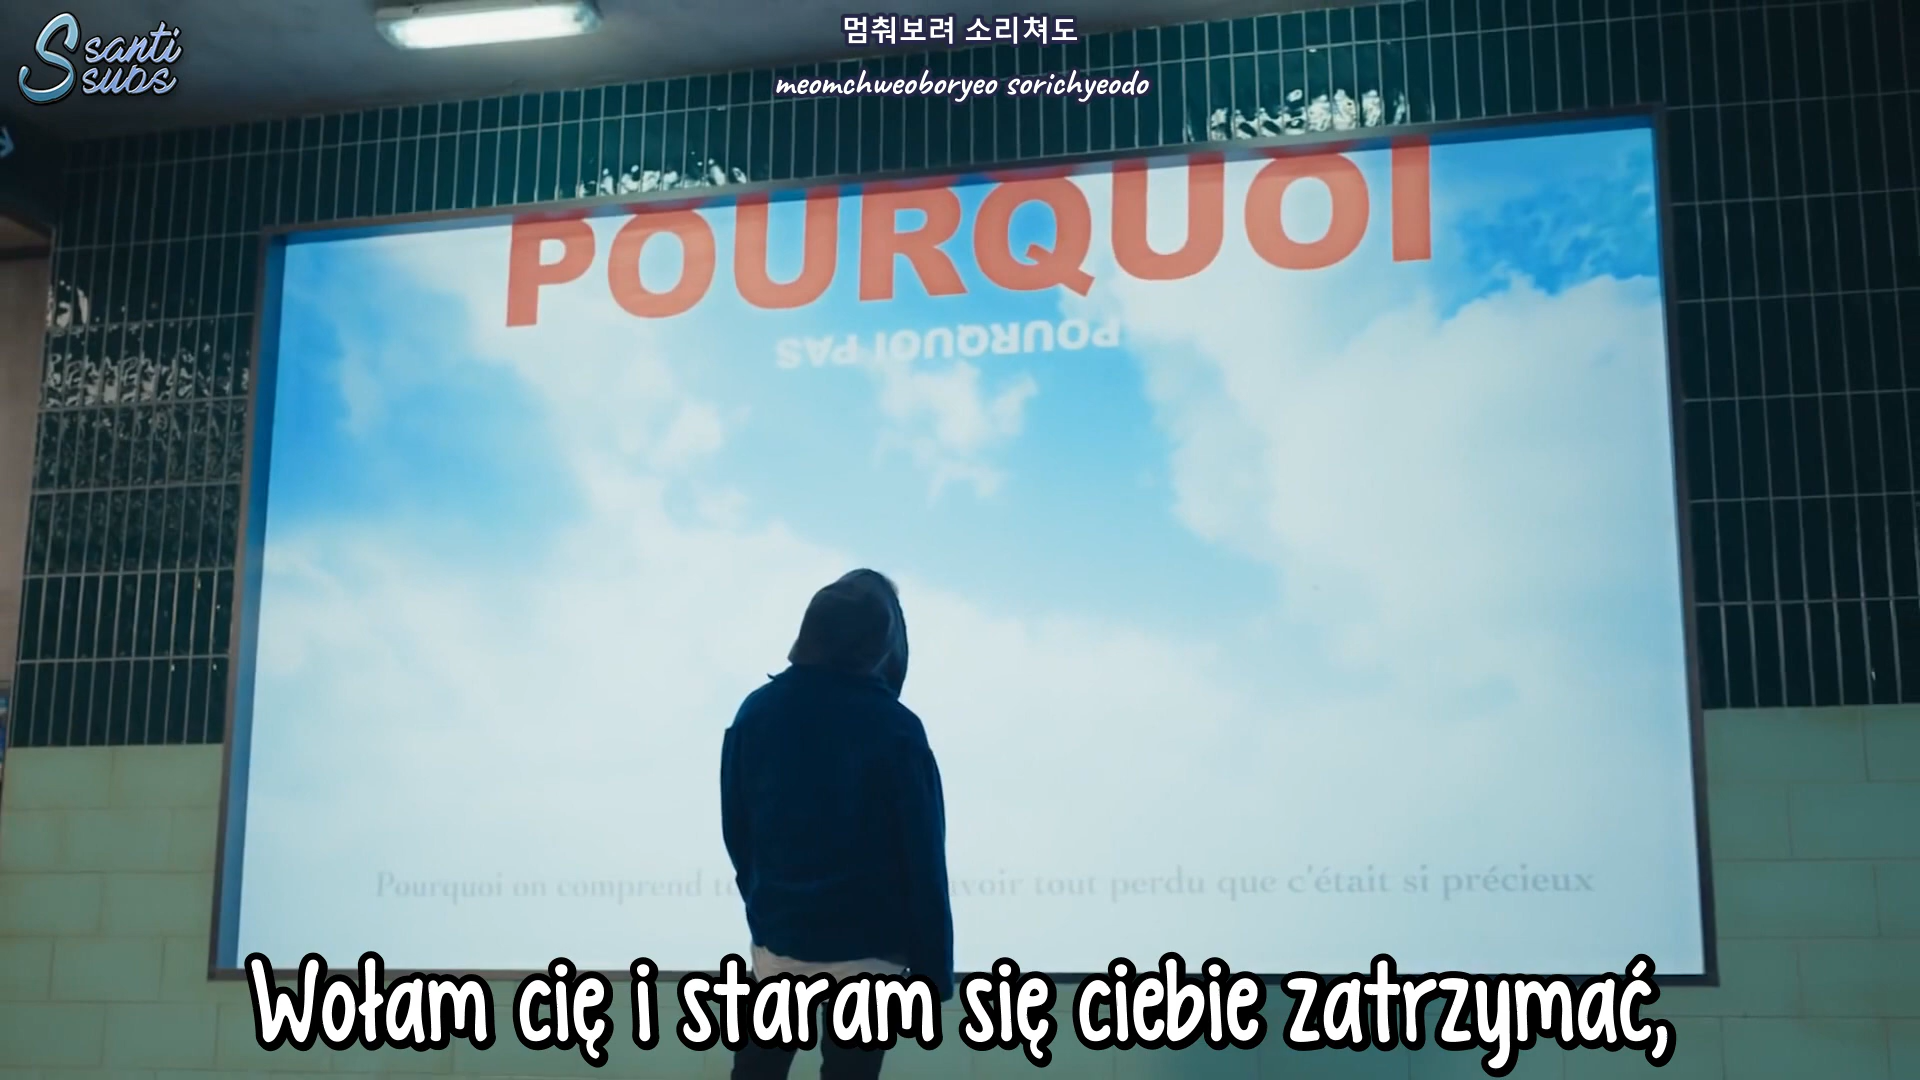 Santi
subs
멈춰보려 소리쳐도
meomchweoboryeo sorichyeodo
POURQUOI
POURQUOI PAS
Pourquoi on comprend avoir tout perdu que c'était si précieux
Wołam cię i staram się ciebie zatrzymać,